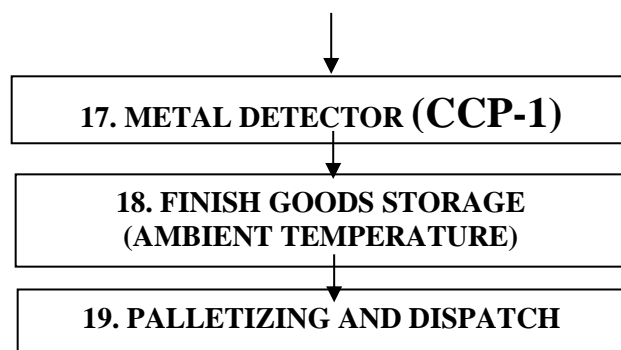 17. METAL DETECTOR (CCP-1)
18. FINISH GOODS STORAGE
(AMBIENT TEMPERATURE)
19. PALLETIZING AND DISPATCH